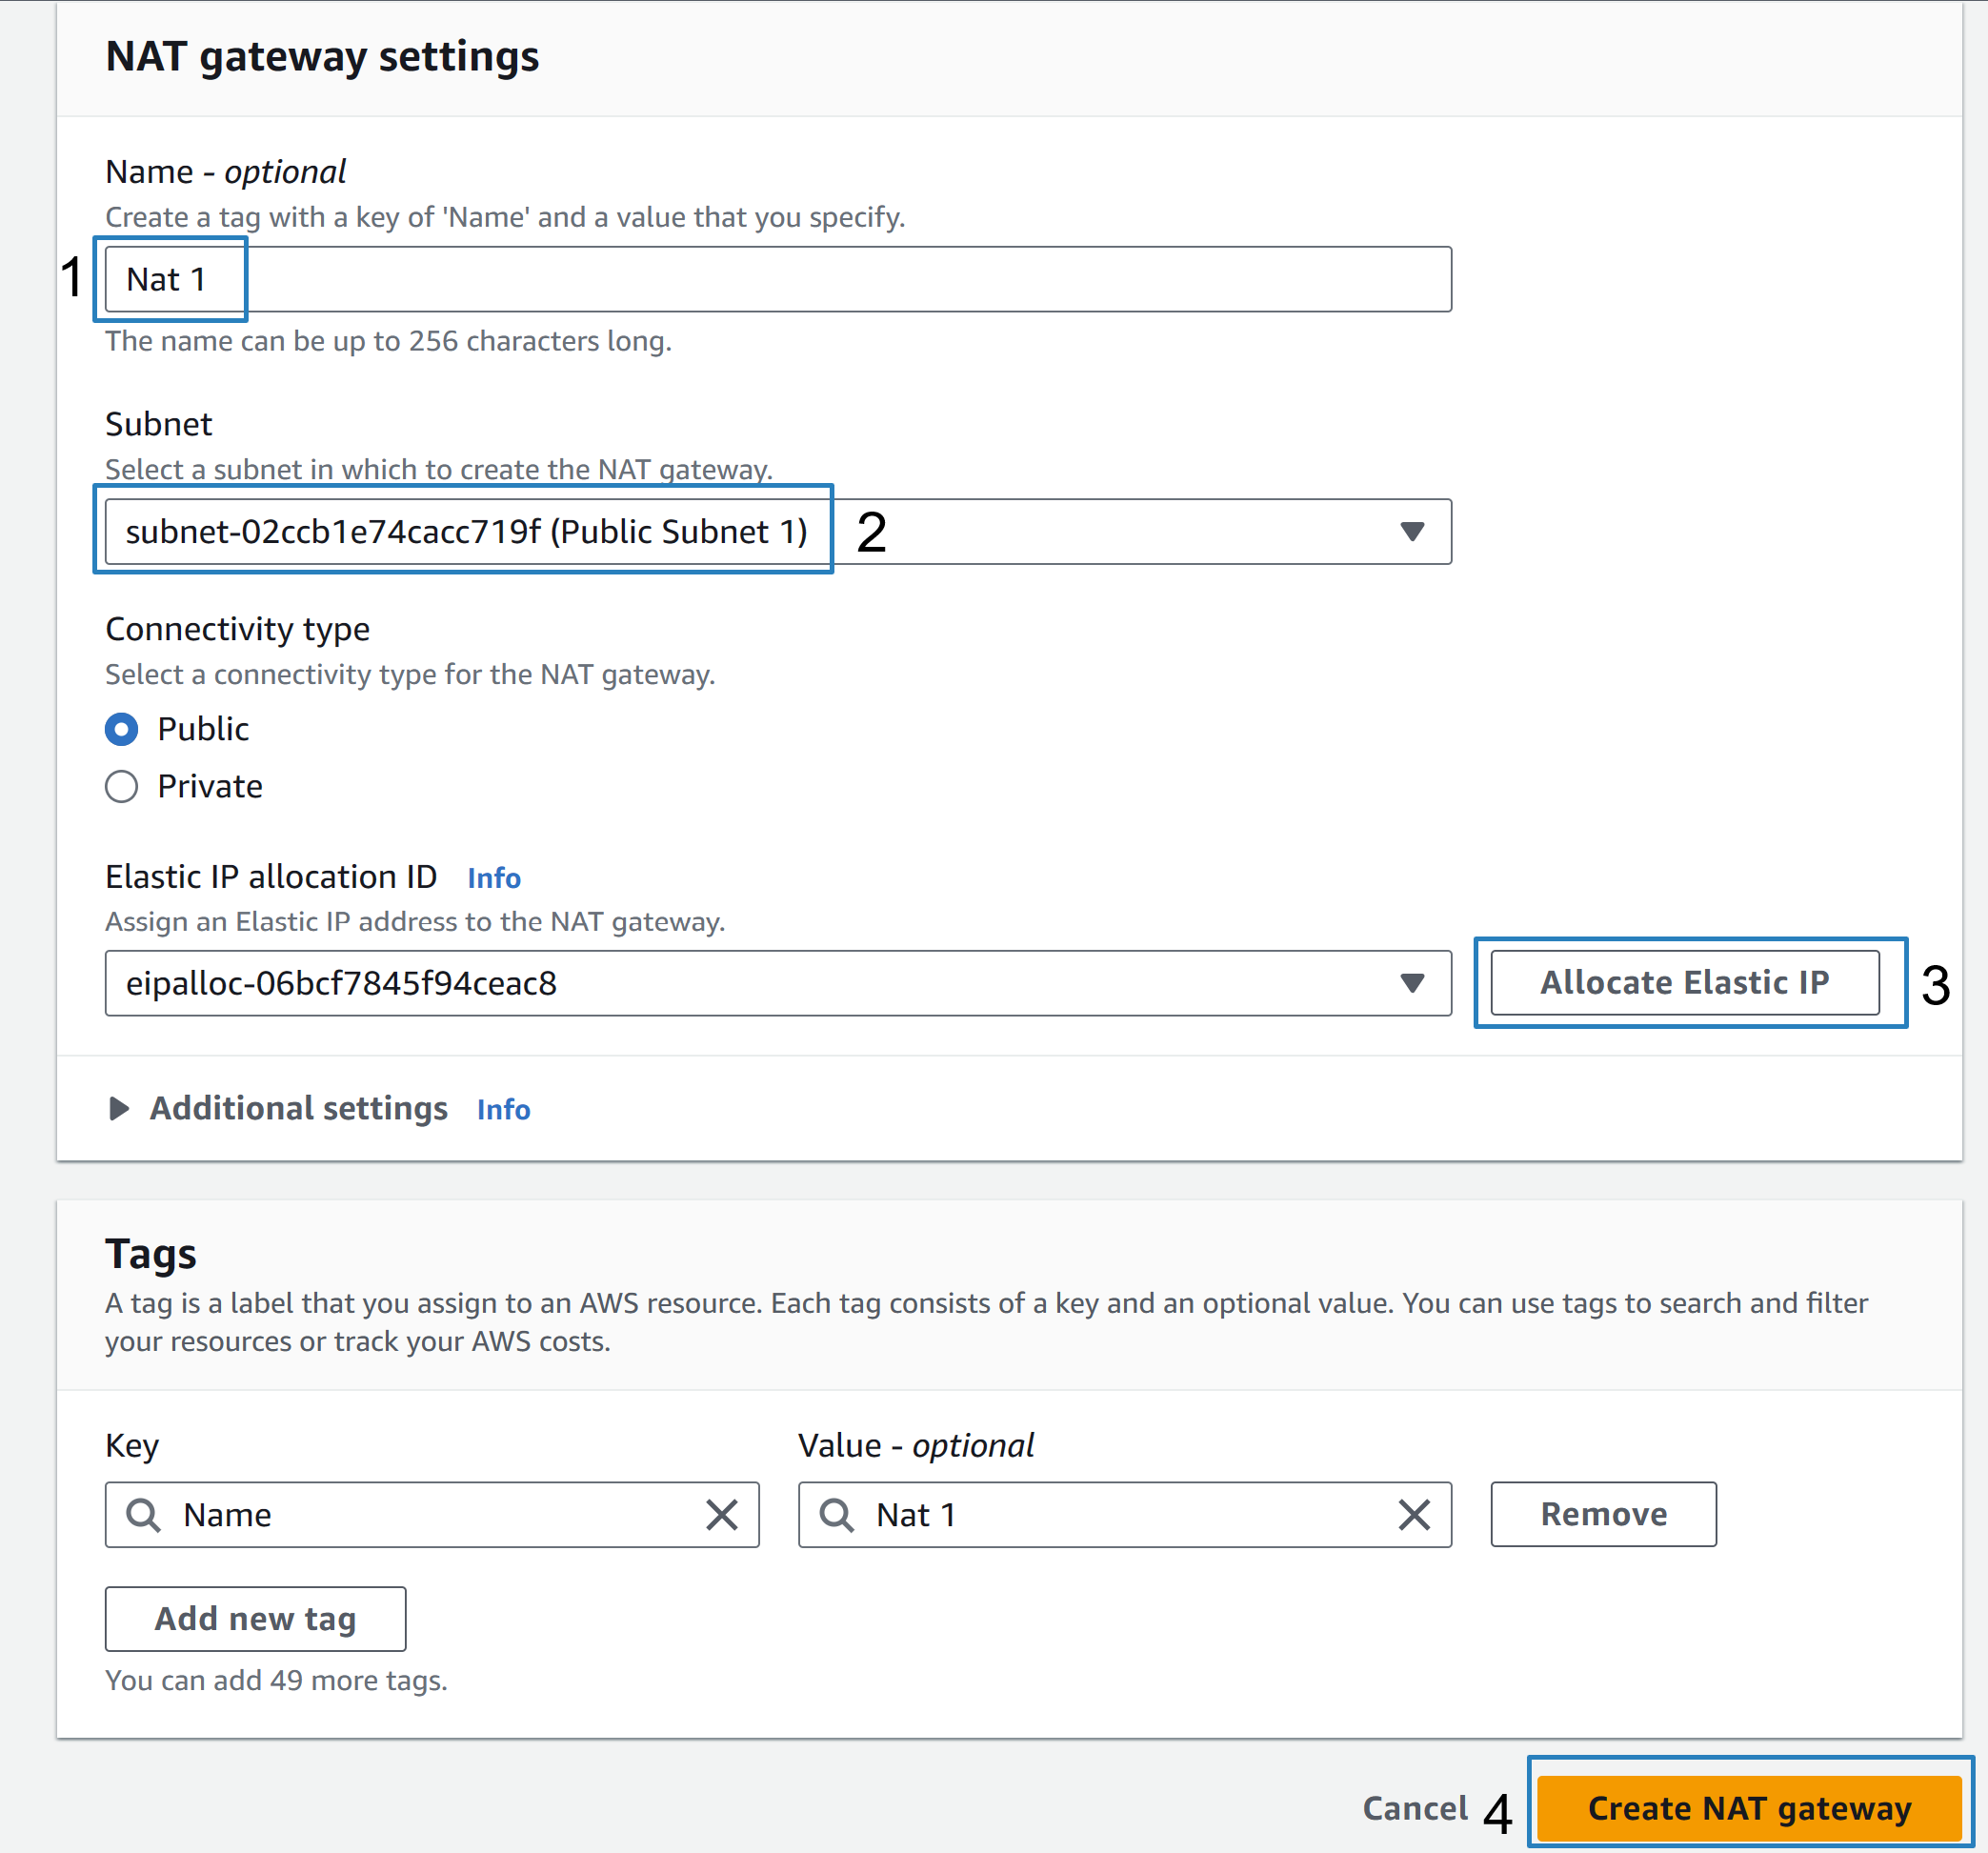 NAT gateway settings
Name - optional
Create a tag with a key of 'Name' and a value that you specify.
1 Nat 1
The name can be up to 256 characters long.
Subnet
Select a subnet in which to create the NAT gateway.
subnet-02ccb1e74cacc719f (Public Subnet 1) 2
Connectivity type
Select a connectivity type for the NAT gateway.
Public
Private
Elastic IP allocation ID Info
Assign an Elastic IP address to the NAT gateway.
eipalloc-06bcf7845f94ceac8 Allocate Elastic IP 3
Additional settings Info
Tags
A tag is a label that you assign to an AWS resource. Each tag consists of a key and an optional value. You can use tags to search and filter
your resources or track your AWS costs.
Key Value - optional
Name Nat 1 Remove
Add new tag
You can add 49 more tags.
Cancel 4 Create NAT gateway